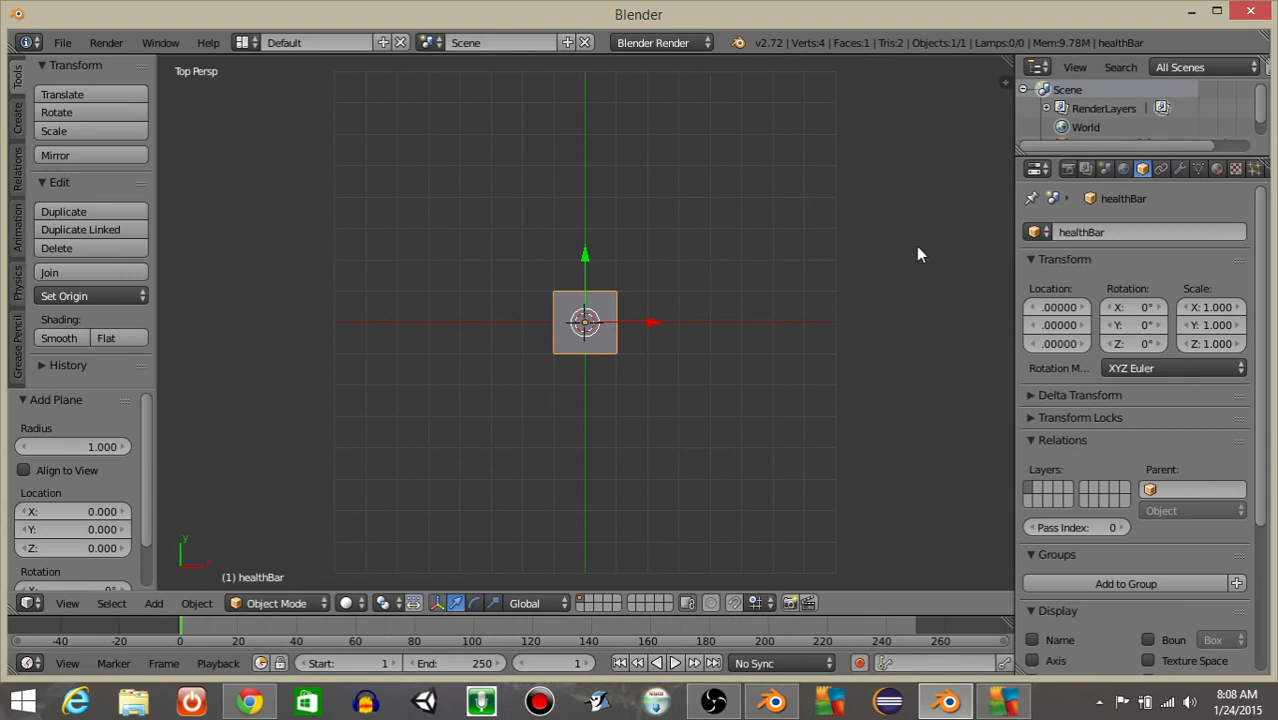 Blender
File Render Window Help Default Scene Blender Render v2.72 | Verts:4 | Faces:1 | Tris:2 | Objects:1/1 | Lamps:0/0 | Mem:9.78M | healthBar
Tools
Create
Relations
Animation
Physics
Grease Pencil
Transform
Translate
Rotate
Scale
Mirror
Edit
Duplicate
Duplicate Linked
Delete
Join
Set Origin
Shading:
Smooth Flat
History
Add Plane
Radius
1.000
Align to View
Location
X: 0.000
Y: 0.000
Z: 0.000
Rotation
Top Persp
y
x
(1) healthBar
View Select Add Object Object Mode Global
-40 -20 0 20 40 60 80 100 120 140 160 180 200 220 240 260
View Marker Frame Playback Start: 1 End: 250 1 No Sync
View Search All Scenes
Scene
RenderLayers |
World
healthBar
healthBar
Transform
Location: Rotation: Scale:
.00000 X: 0° X: 1.000
.00000 Y: 0° Y: 1.000
.00000 Z: 0° Z: 1.000
Rotation M... XYZ Euler
Delta Transform
Transform Locks
Relations
Layers: Parent:
Object
Pass Index: 0
Groups
Add to Group
Display
Name Boun Box
Axis Texture Space
8:08 AM
1/24/2015